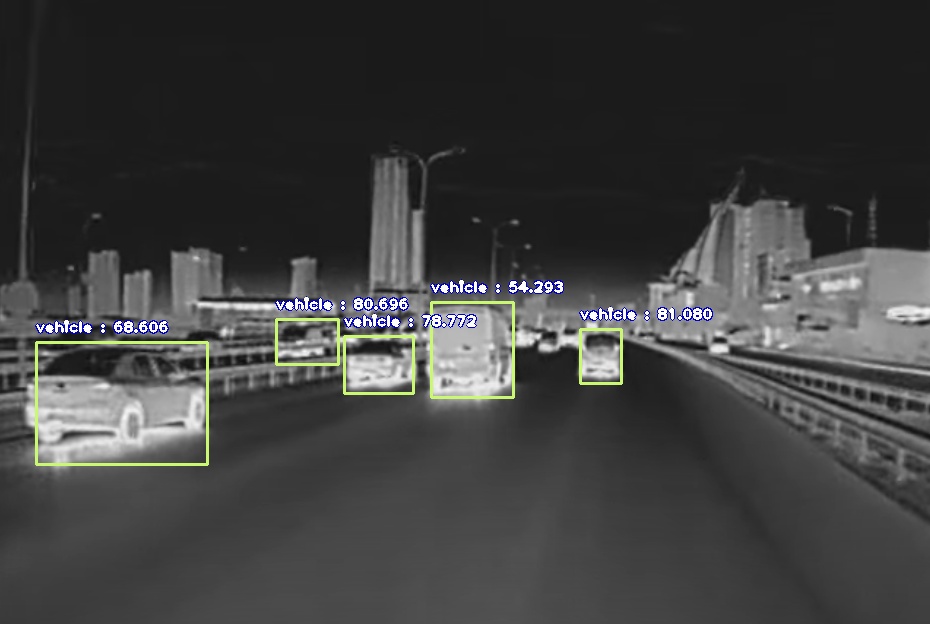 vehicle : 54.293
vehicle : 80.696
vehicle : 81.080
vehicle : 78.772
vehicle : 68.606